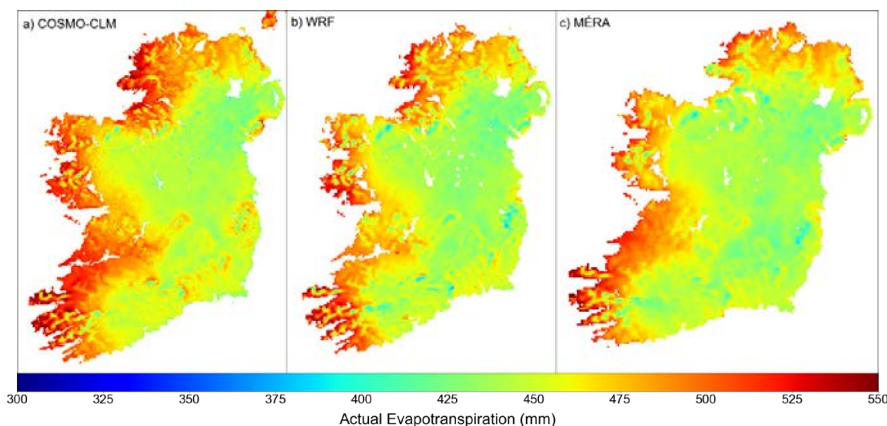 a) COSMO-CLM b) WRF c) MÉRA
300 325 350 375 400 425 450 475 500 525 550
Actual Evapotranspiration (mm)